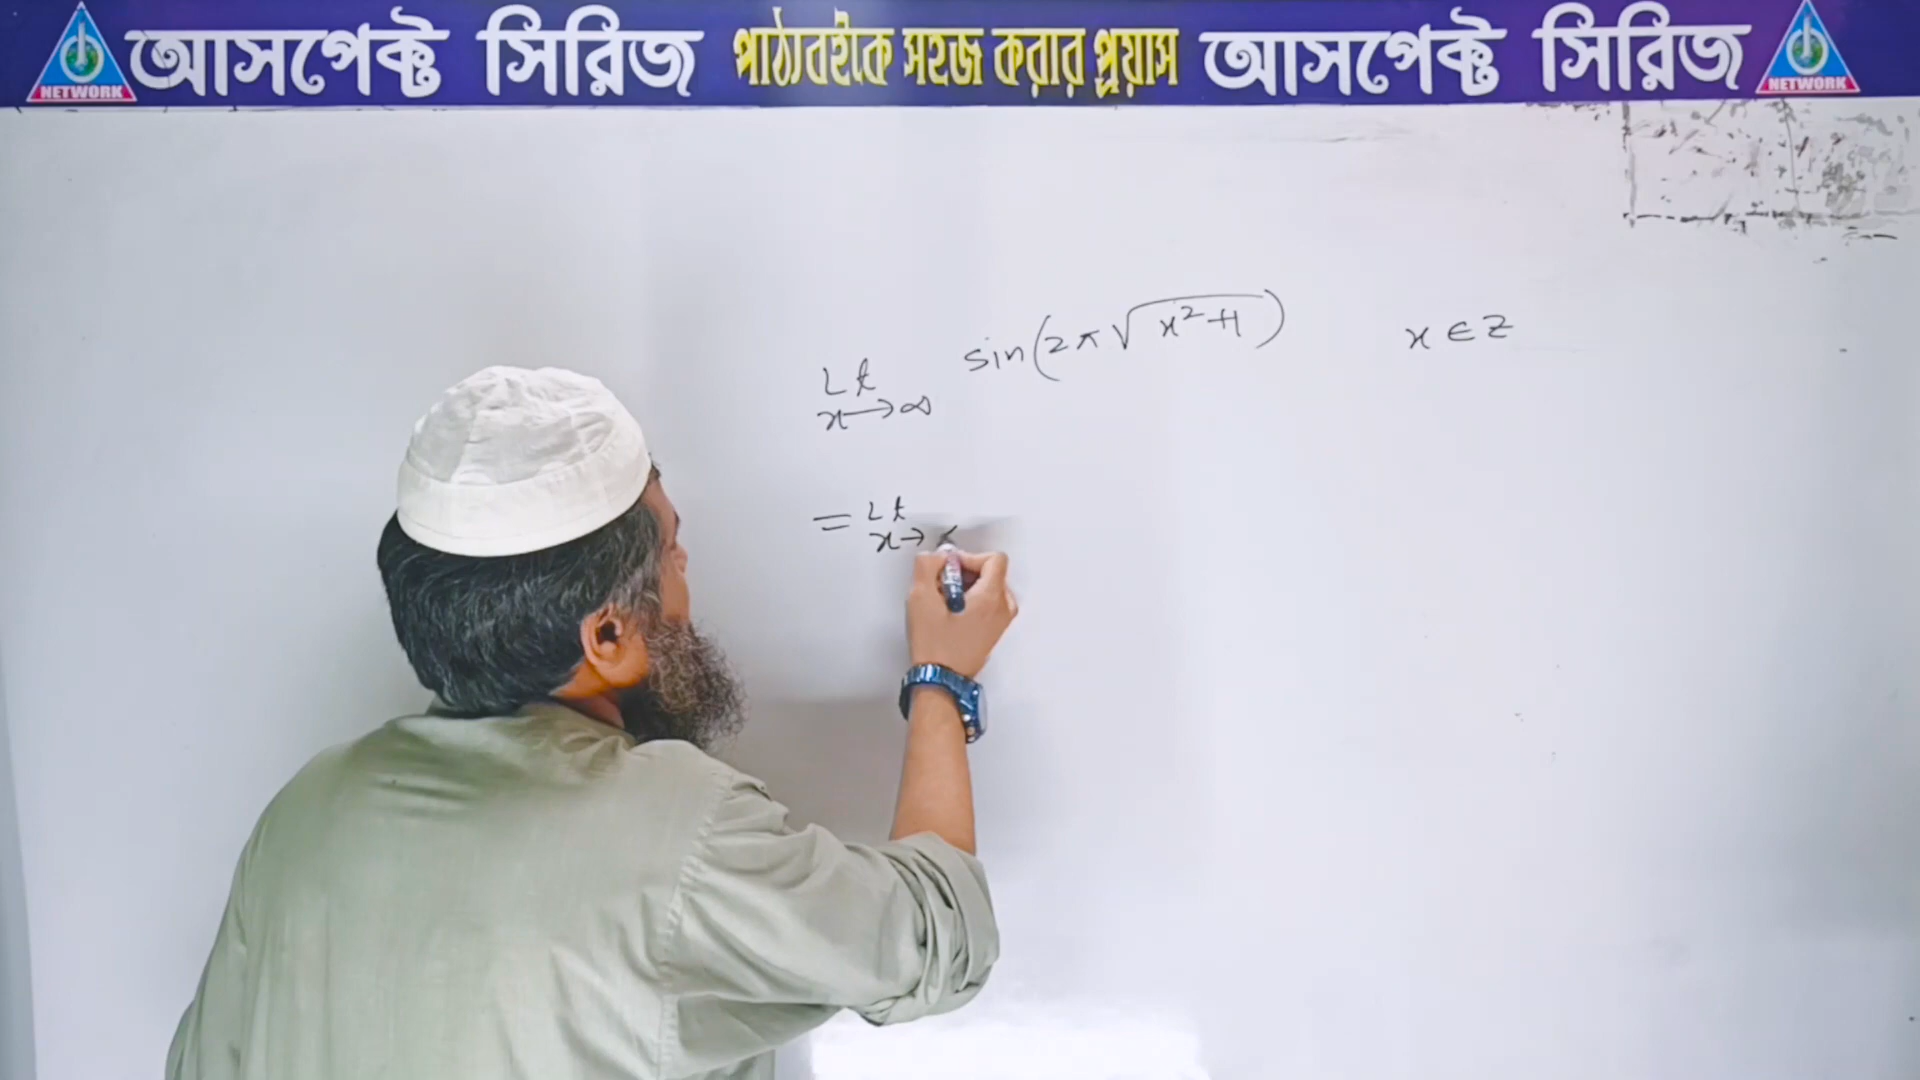 আসপেক্ট সিরিজ পাঠ্যবইকে সহজ করার প্রয়াস আসপেক্ট সিরিজ
NETWORK NETWORK
Lt x→∞ sin(2π√(x²+1)) x ∈ Z
= Lt x→